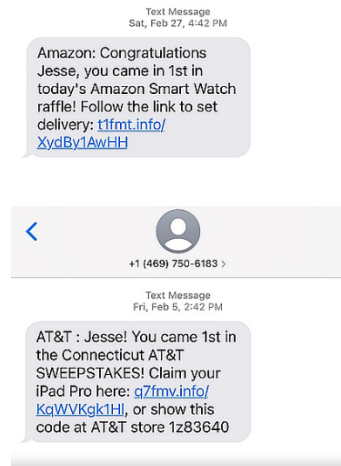 Text Message
Sat, Feb 27, 4:42 PM
Amazon: Congratulations
Jesse, you came in 1st in
today's Amazon Smart Watch
raffle! Follow the link to set
delivery: t1fmt.info/
XydBy1AwHH
+1 (469) 750-6183 >
Text Message
Fri, Feb 5, 2:42 PM
AT&T : Jesse! You came 1st in
the Connecticut AT&T
SWEEPSTAKES! Claim your
iPad Pro here: q7fmv.info/
KqWVKgk1Hl, or show this
code at AT&T store 1z83640